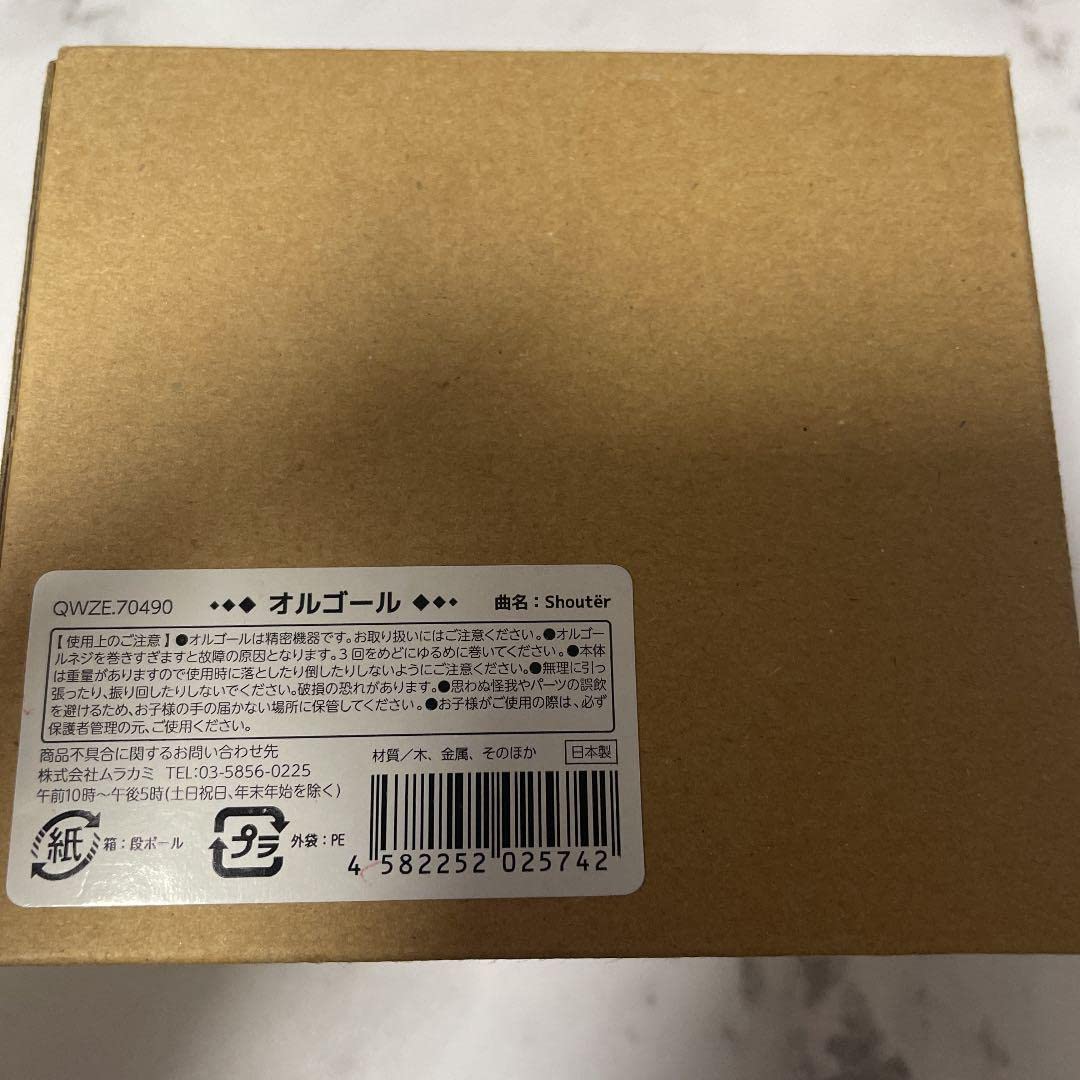 QWZE.70490 ・◆◆◆ オルゴール ◆◆◆・ 曲名：Shoutër
【使用上のご注意】●オルゴールは精密機器です。お取り扱いにはご注意ください。●オルゴー
ルネジを巻きすぎますと故障の原因となります。3回をめどにゆるめに巻いてください。●本体
は重量がありますので使用時に落としたり倒したりしないようにご注意ください。●無理に引っ
張ったり、振り回したりしないでください。破損の恐れがあります。●思わぬ怪我やパーツの誤飲
を避けるため、お子様の手の届かない場所に保管してください。●お子様がご使用の際は、必ず
保護者管理の元、ご使用ください。
商品不具合に関するお問い合わせ先
株式会社ムラカミ TEL:03-5856-0225
午前10時〜午後5時(土日祝日、年末年始を除く)
材質／木、金属、そのほか 日本製
紙 箱：段ボール
プラ 外袋：PE
4 582252 025742